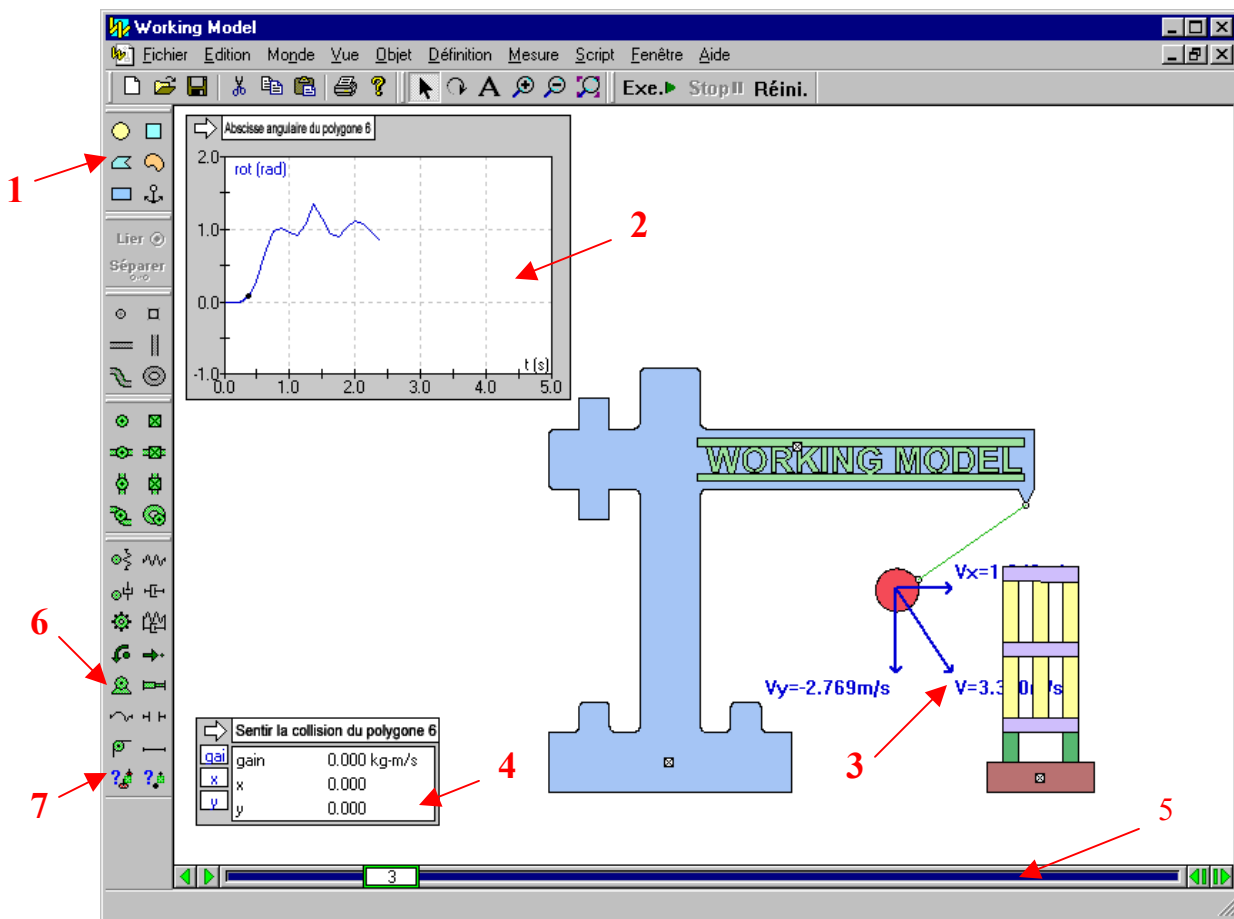 Working Model
Fichier Edition Monde Vue Objet Définition Mesure Script Fenêtre Aide
A Exe. Stop Réini.
1
Lier
Séparer
Abscisse angulaire du polygone 6
2.0
rot (rad)
1.0
0.0
-1.0
0.0 1.0 2.0 3.0 4.0 5.0
t (s)
2
WORKING MODEL
Vy=-2.769m/s
3
6
Sentir la collision du polygone 6
gai
gain 0.000 kg-m/s
x
x 0.000
y
y 0.000
4
7
5
3